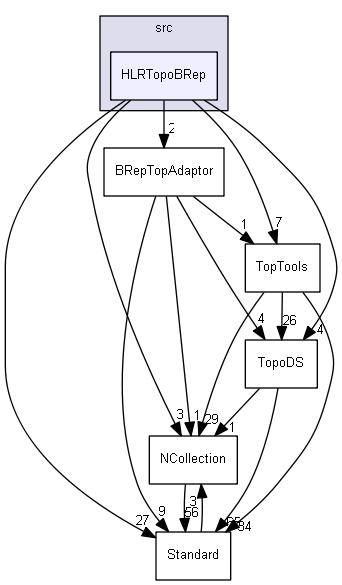 src
HLRTopoBRep
2
BRepTopAdaptor
1
7
TopTools
4
26
4
TopoDS
3
1
29
1
NCollection
27
9
56
3
84
Standard